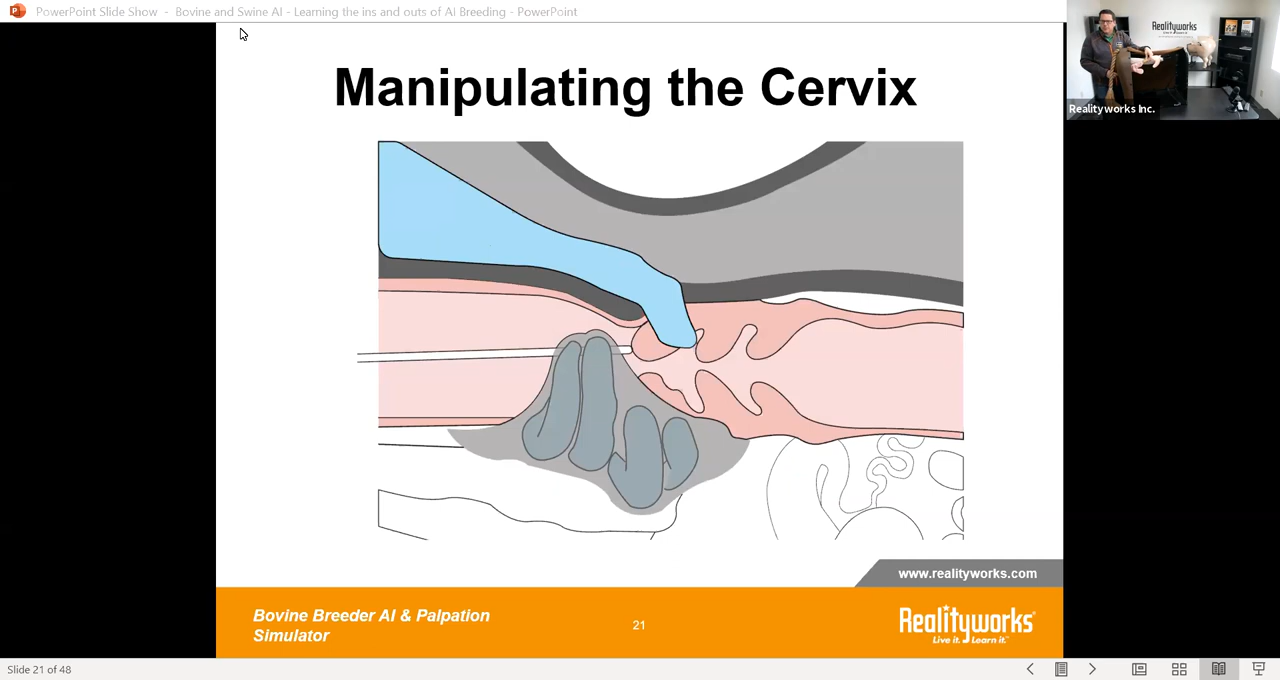 PowerPoint Slide Show - Bovine and Swine AI - Learning the ins and outs of AI Breeding - PowerPoint
Realityworks
Realityworks Inc.
Manipulating the Cervix
www.realityworks.com
Bovine Breeder AI & Palpation
Simulator
21
Realityworks
Live it. Learn it.™
Slide 21 of 48